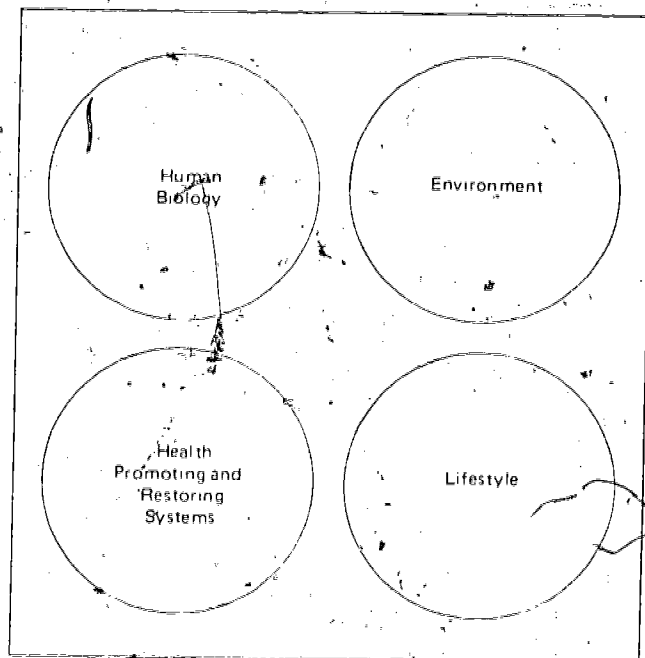 Human
Biology
Environment
Health
Promoting and
Restoring
Systems
Lifestyle